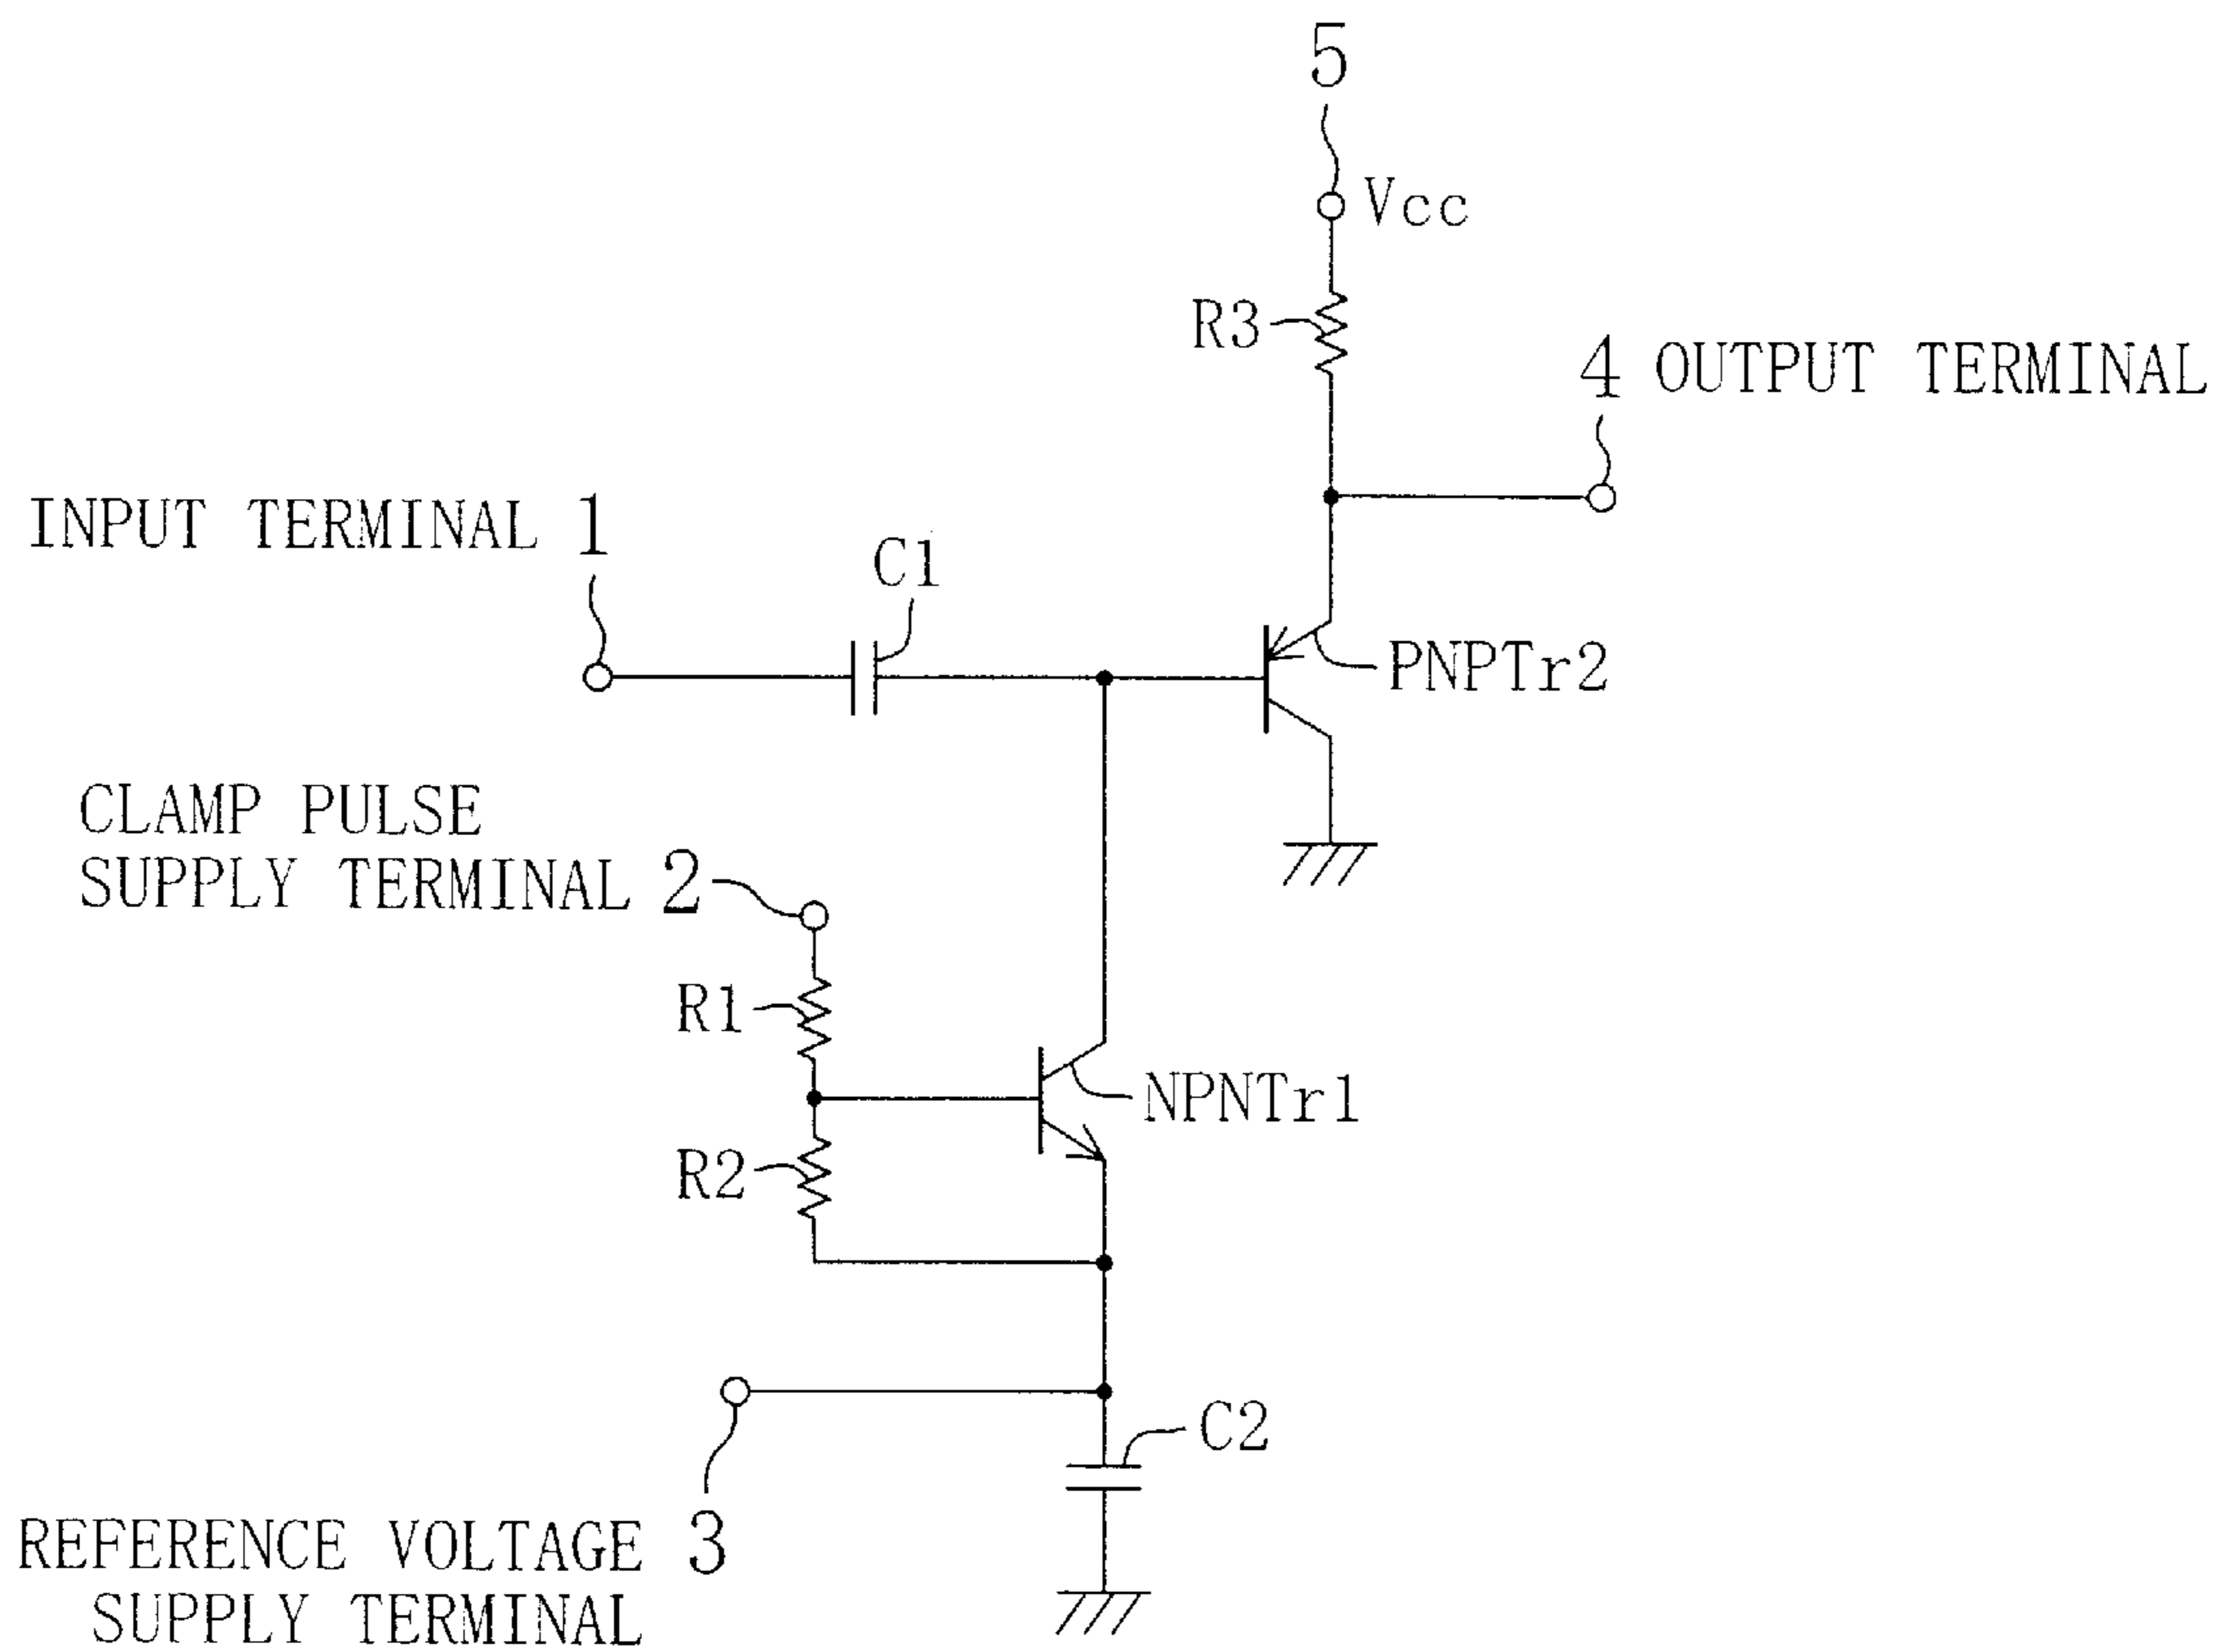 5
Vcc
R3
4 OUTPUT TERMINAL
INPUT TERMINAL 1
C1
PNPTr2
CLAMP PULSE
SUPPLY TERMINAL 2
R1
NPNTr1
R2
C2
REFERENCE VOLTAGE 3
SUPPLY TERMINAL